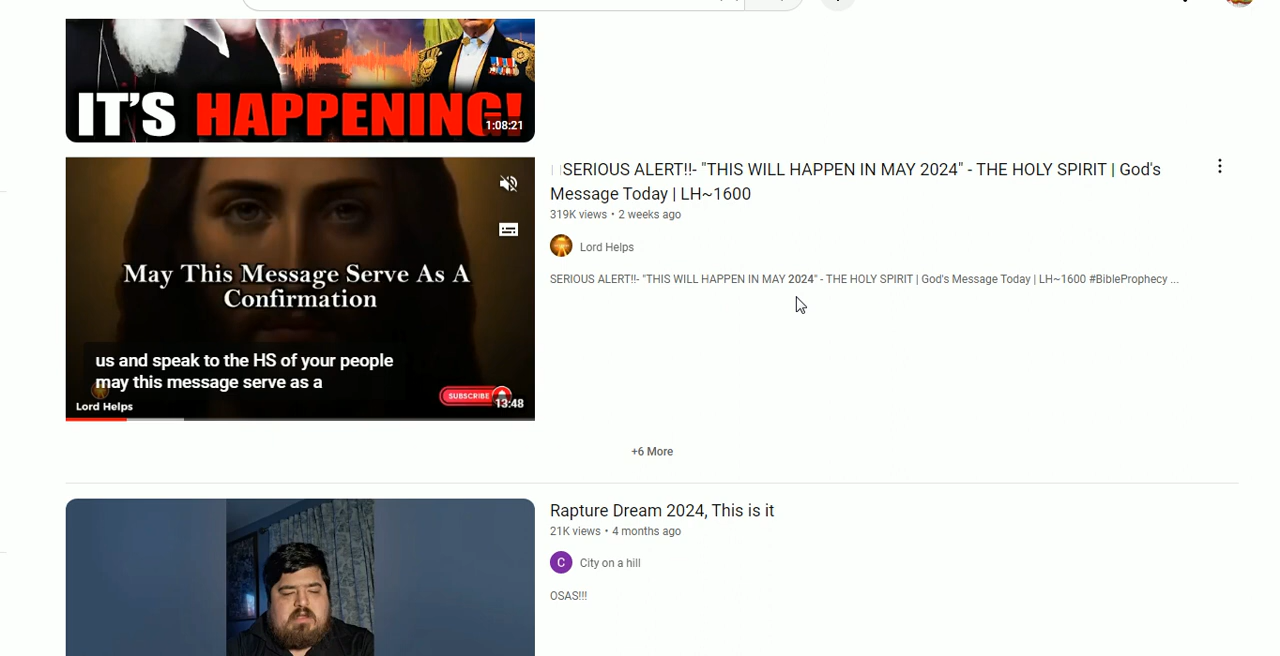 IT'S HAPPENING!
1:08:21
SERIOUS ALERT!!- "THIS WILL HAPPEN IN MAY 2024" - THE HOLY SPIRIT | God's
Message Today | LH~1600
319K views • 2 weeks ago
Lord Helps
SERIOUS ALERT!!- "THIS WILL HAPPEN IN MAY 2024" - THE HOLY SPIRIT | God's Message Today | LH~1600 #BibleProphecy ...
May This Message Serve As A
Confirmation
us and speak to the HS of your people
may this message serve as a
SUBSCRIBE
13:48
Lord Helps
+6 More
Rapture Dream 2024, This is it
21K views • 4 months ago
C
City on a hill
OSAS!!!